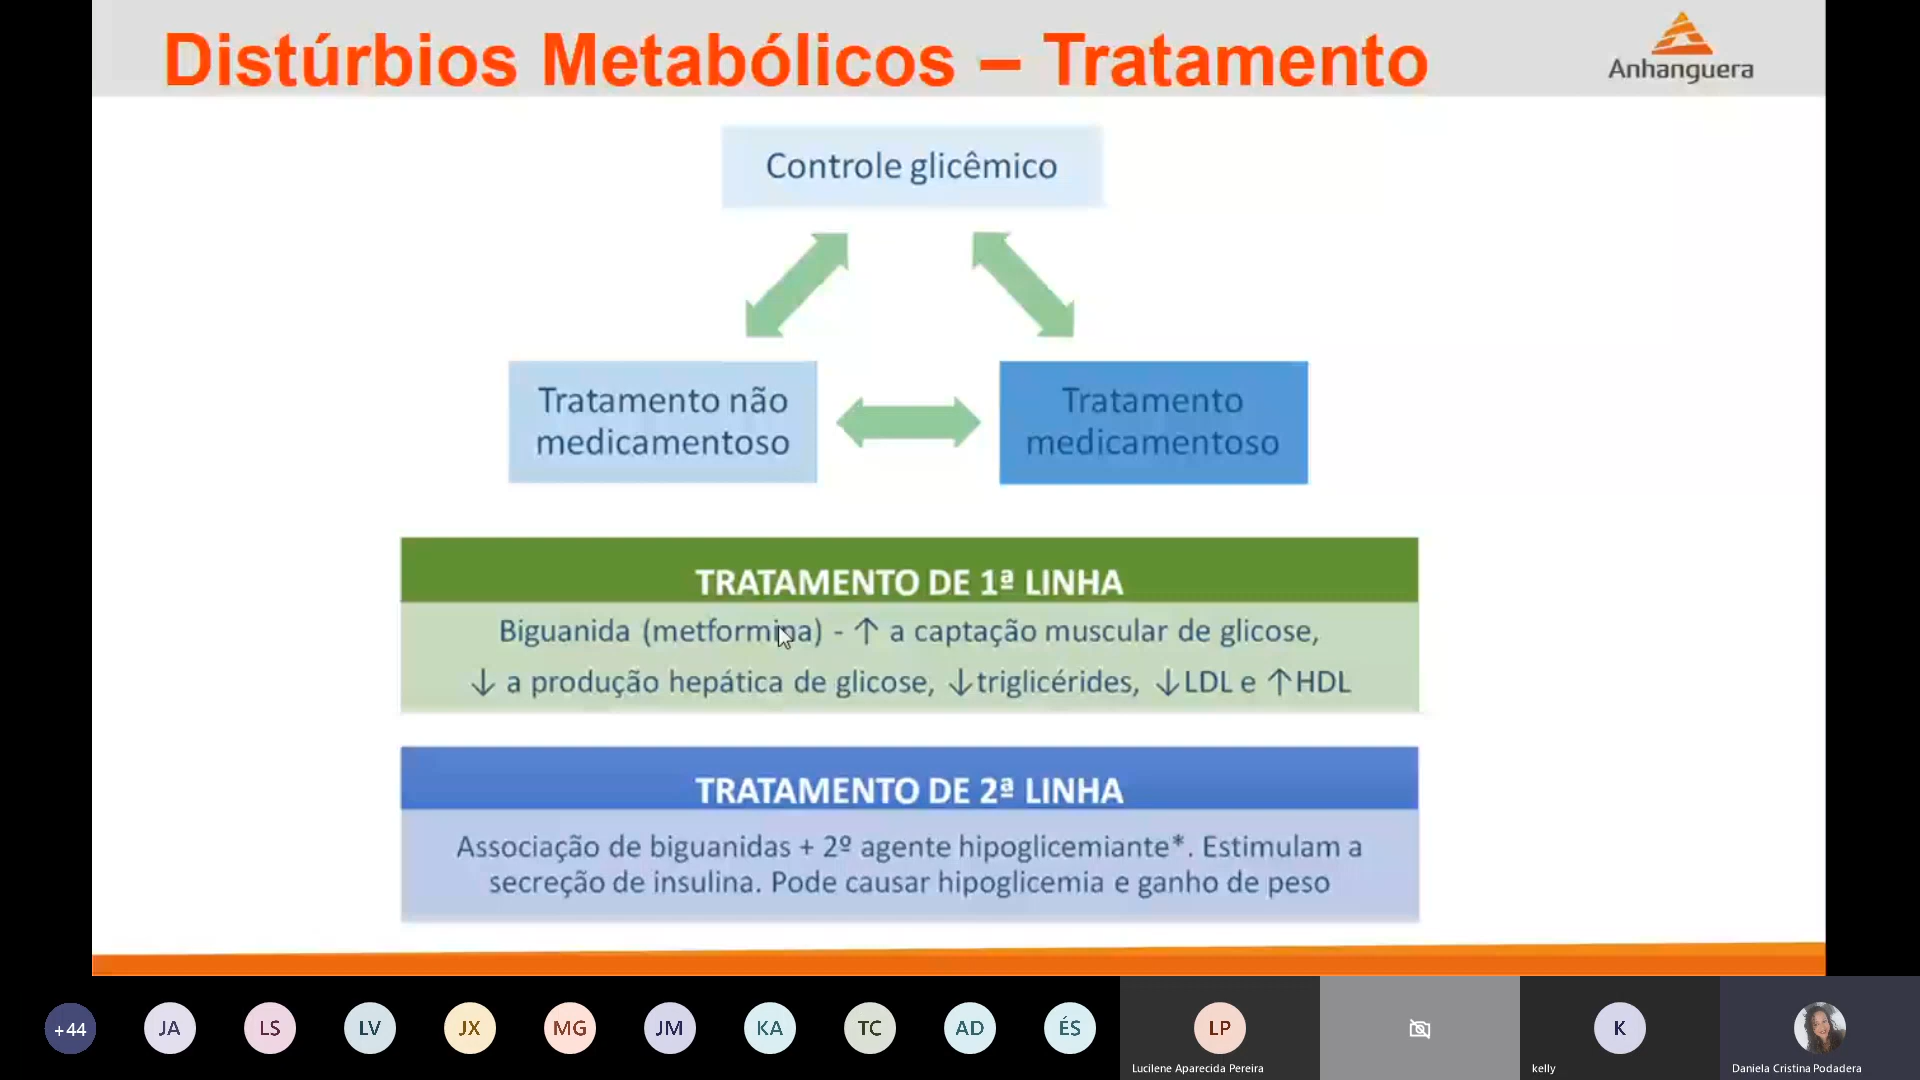 Distúrbios Metabólicos – Tratamento
Anhanguera
Controle glicêmico
Tratamento não
medicamentoso
Tratamento
medicamentoso
TRATAMENTO DE 1ª LINHA
Biguanida (metformina) - ↑ a captação muscular de glicose,
↓ a produção hepática de glicose, ↓triglicérides, ↓LDL e ↑HDL
TRATAMENTO DE 2ª LINHA
Associação de biguanidas + 2º agente hipoglicemiante*. Estimulam a
secreção de insulina. Pode causar hipoglicemia e ganho de peso
+44
JA
LS
LV
JX
MG
JM
KA
TC
AD
ÉS
LP
K
Lucilene Aparecida Pereira
kelly
Daniela Cristina Podadera